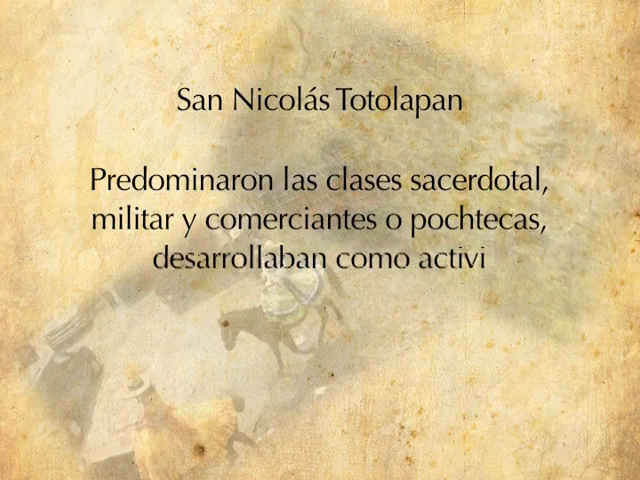 San Nicolás Totolapan
Predominaron las clases sacerdotal,
militar y comerciantes o pochtecas,
desarrollaban como activi